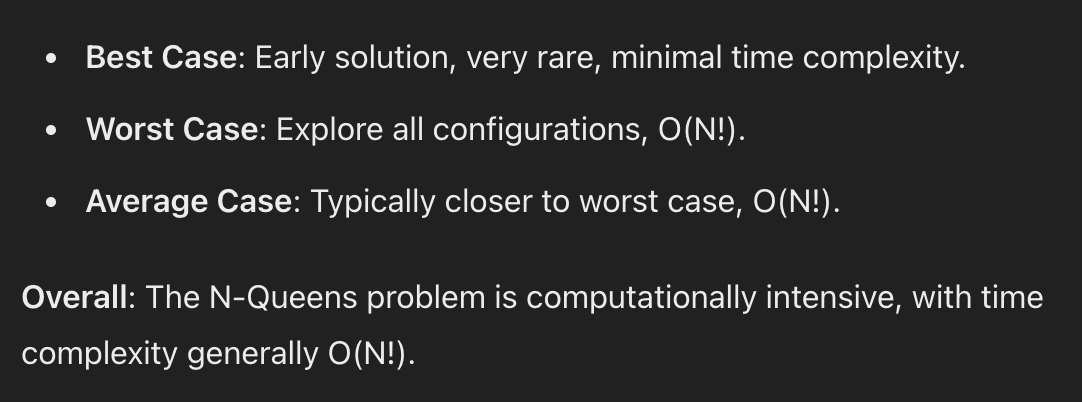 • Best Case: Early solution, very rare, minimal time complexity.
• Worst Case: Explore all configurations, O(N!).
• Average Case: Typically closer to worst case, O(N!).
Overall: The N-Queens problem is computationally intensive, with time
complexity generally O(N!).